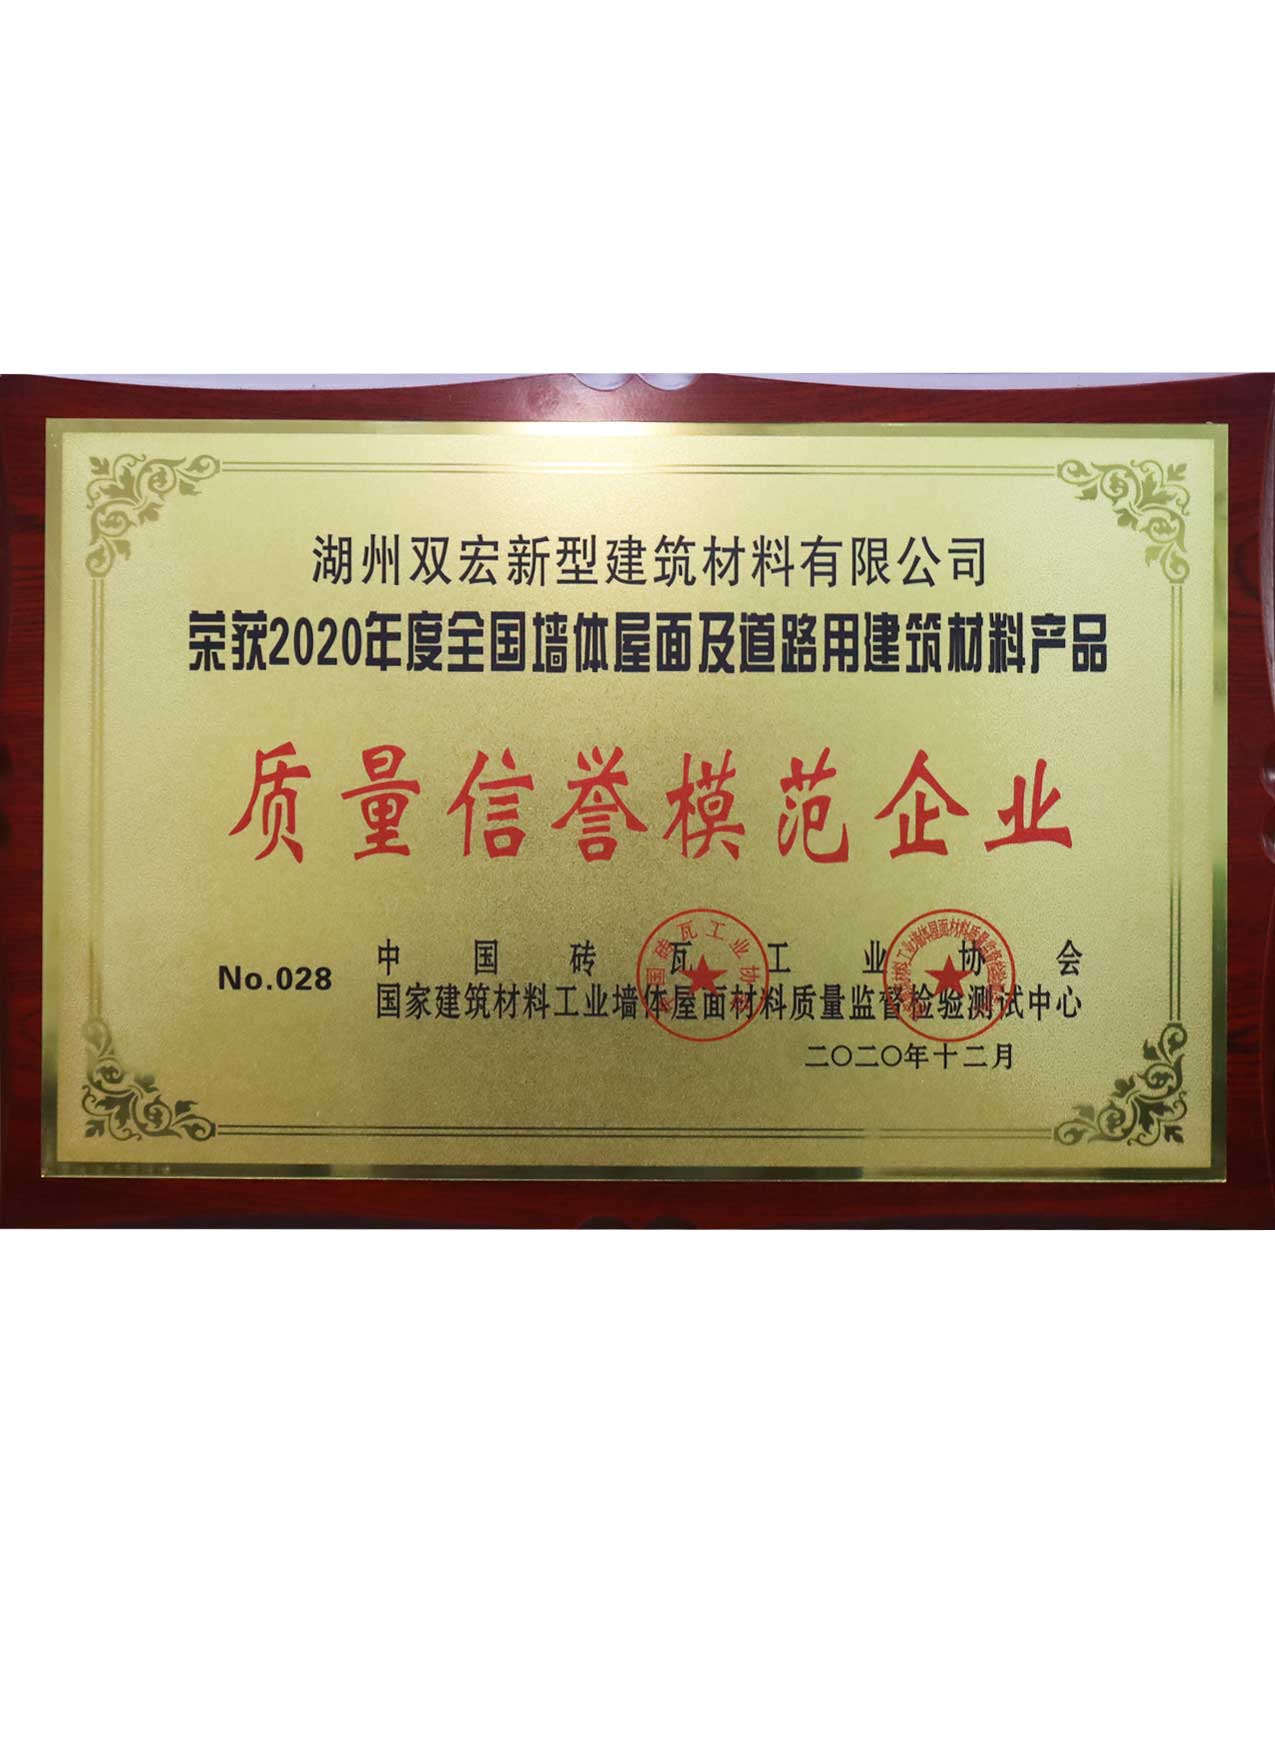 湖州双宏新型建筑材料有限公司
荣获2020年度全国墙体屋面及道路用建筑材料产品
质量信誉模范企业
No.028
中国砖瓦工业协会
国家建筑材料工业墙体屋面材料质量监督检验测试中心
二〇二〇年十二月